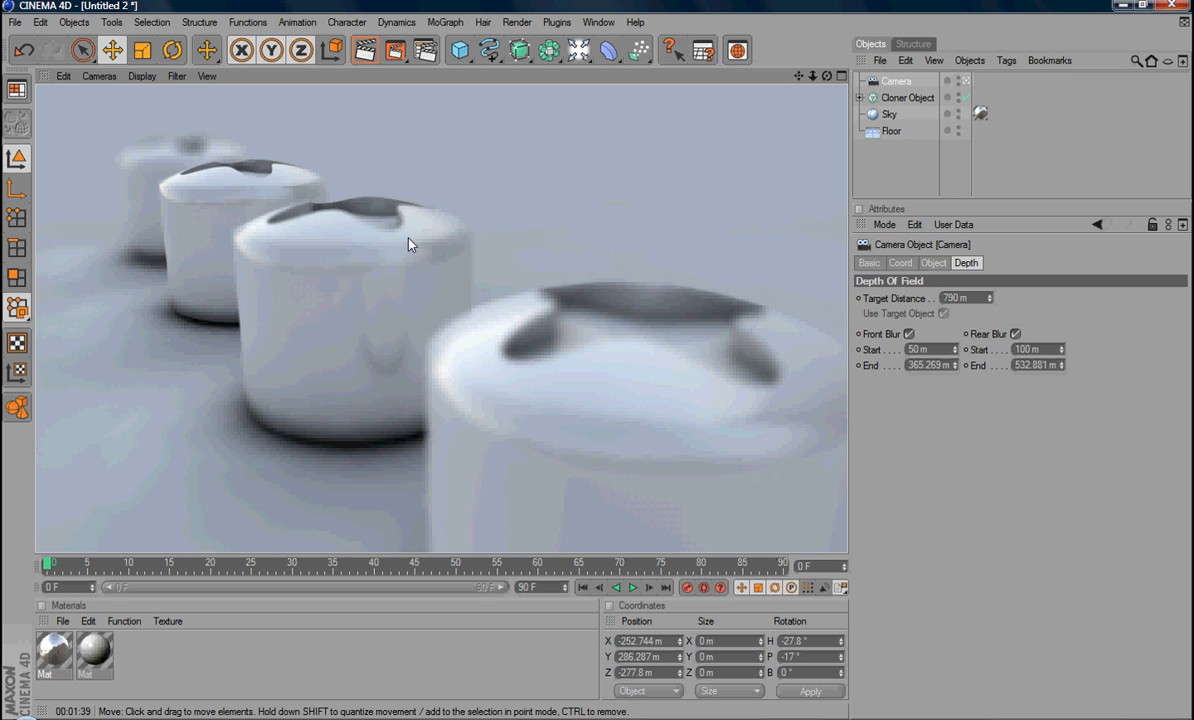 CINEMA 4D - [Untitled 2 *]
File Edit Objects Tools Selection Structure Functions Animation Character Dynamics MoGraph Hair Render Plugins Window Help
X Y Z
Objects Structure
File Edit View Objects Tags Bookmarks
Edit Cameras Display Filter View
Camera
Cloner Object
Sky
Floor
Attributes
Mode Edit User Data
Camera Object [Camera]
Basic Coord Object Depth
Depth Of Field
Target Distance . . 790 m
Use Target Object
Front Blur Rear Blur
Start . . . . 50 m Start . . . . 100 m
End . . . . 365.269 m End . . . . 532.881 m
0 5 10 15 20 25 30 35 40 45 50 55 60 65 70 75 80 85 90 0 F
0 F 0 F 90 F 90 F
Materials
File Edit Function Texture
Mat Mat
Coordinates
Position Size Rotation
X -252.744 m X 0 m H -27.8 °
Y 286.287 m Y 0 m P -17 °
Z -277.8 m Z 0 m B 0 °
Object Size Apply
MAXON
CINEMA 4D
00:01:39 Move: Click and drag to move elements. Hold down SHIFT to quantize movement / add to the selection in point mode, CTRL to remove.